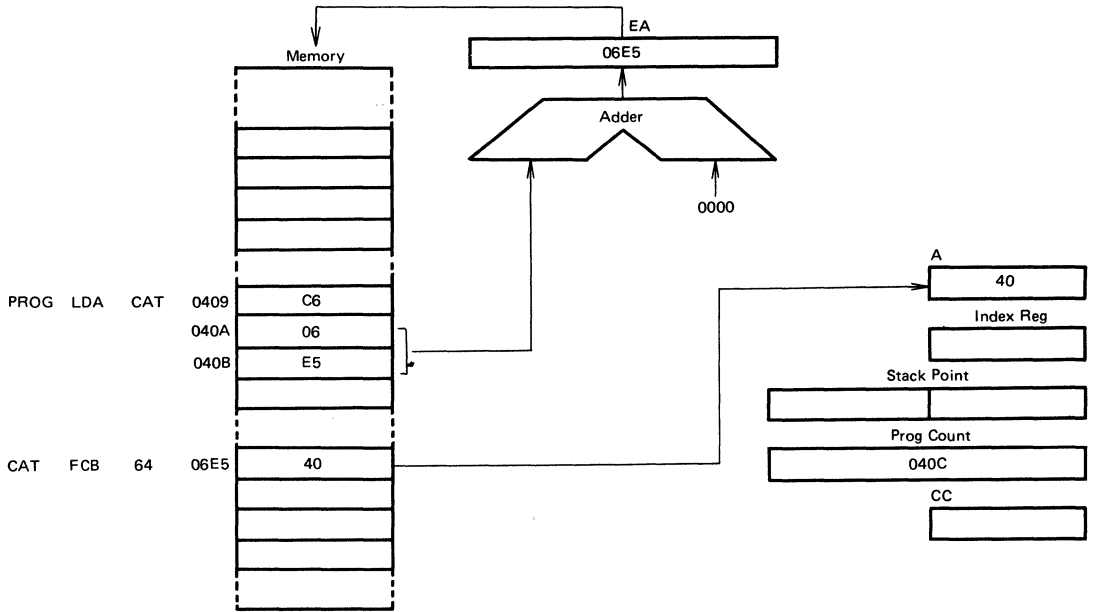 EA
06E5
Memory
Adder
0000
A
40
PROG LDA CAT 0409 C6
Index Reg
040A 06
040B E5
Stack Point
Prog Count
CAT FCB 64 06E5 40
040C
CC